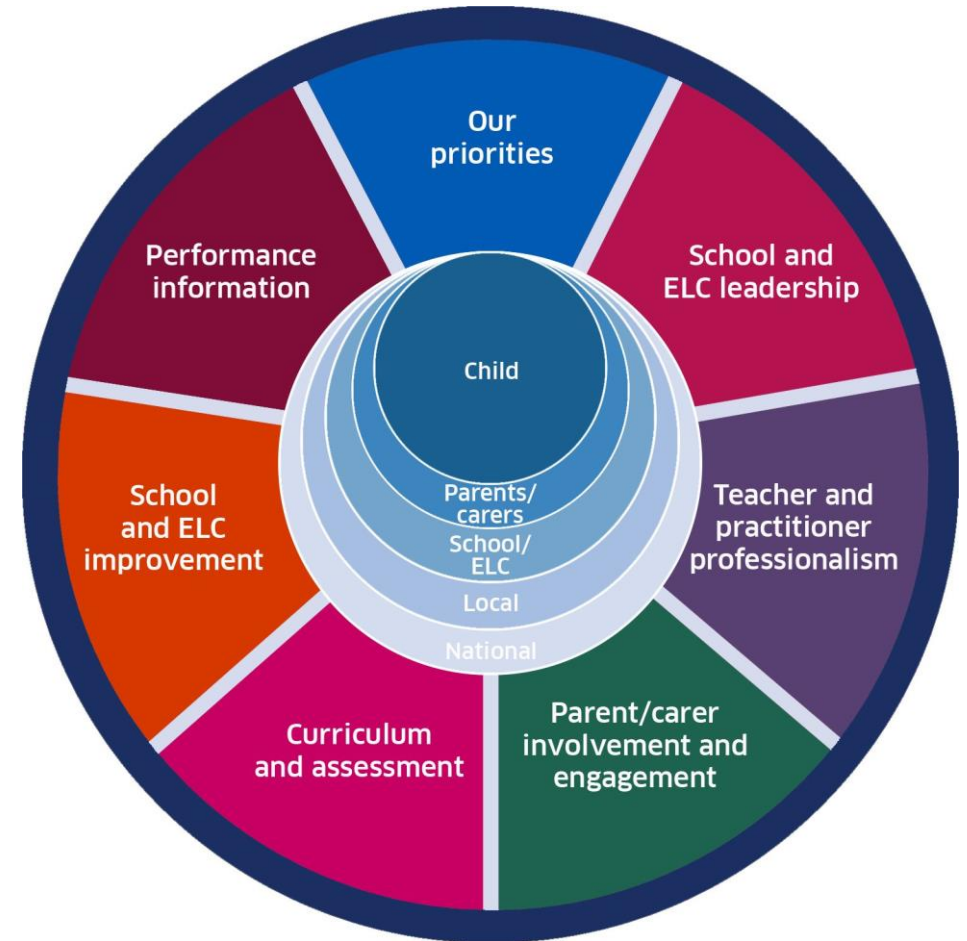 Our
priorities
School and
ELC leadership
Teacher and
practitioner
professionalism
Parent/carer
involvement and
engagement
Curriculum
and assessment
School
and ELC
improvement
Performance
information
Child
Parents/
carers
School/
ELC
Local
National